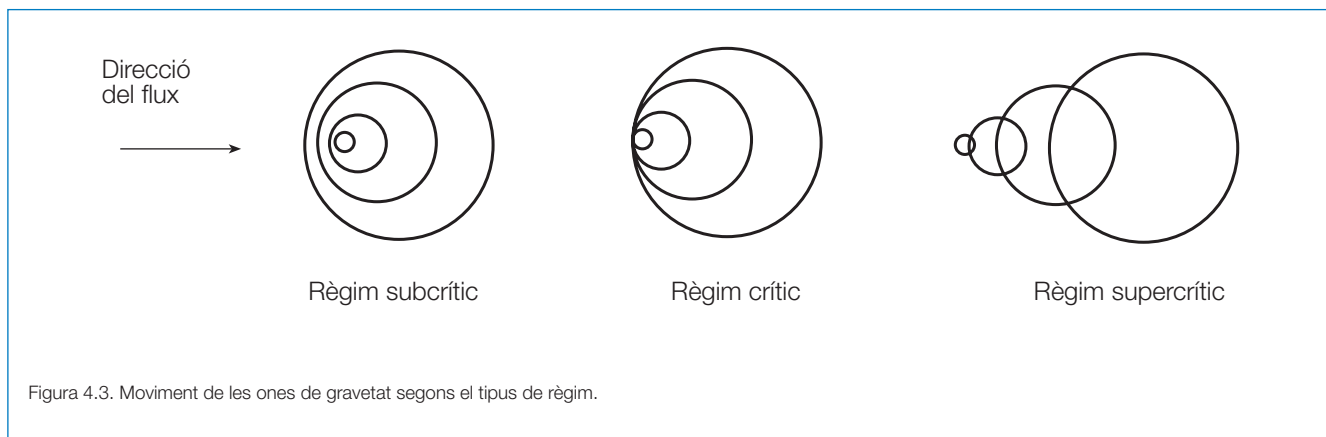 Direcció
del flux
Règim subcrític
Règim crític
Règim supercrític
Figura 4.3. Moviment de les ones de gravetat segons el tipus de règim.